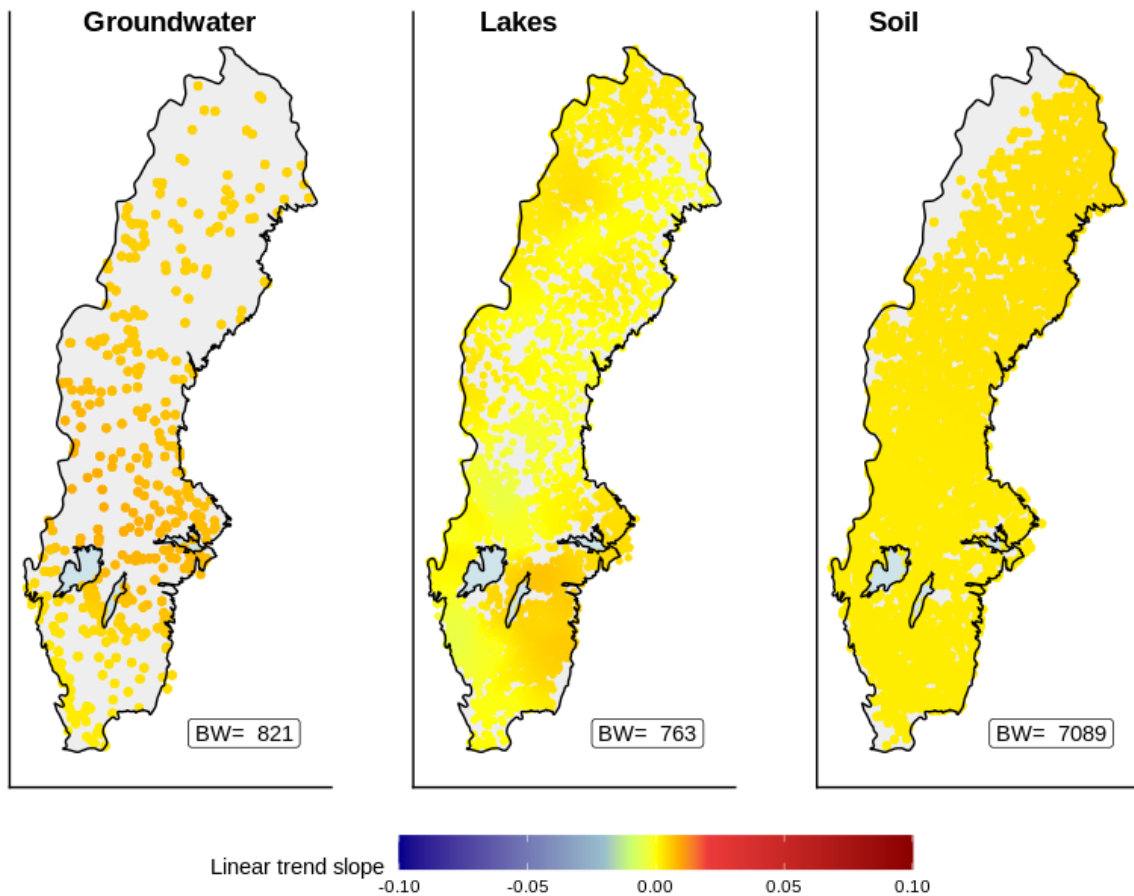 Groundwater
Lakes
Soil
BW= 821
BW= 763
BW= 7089
Linear trend slope
-0.10
-0.05
0.00
0.05
0.10